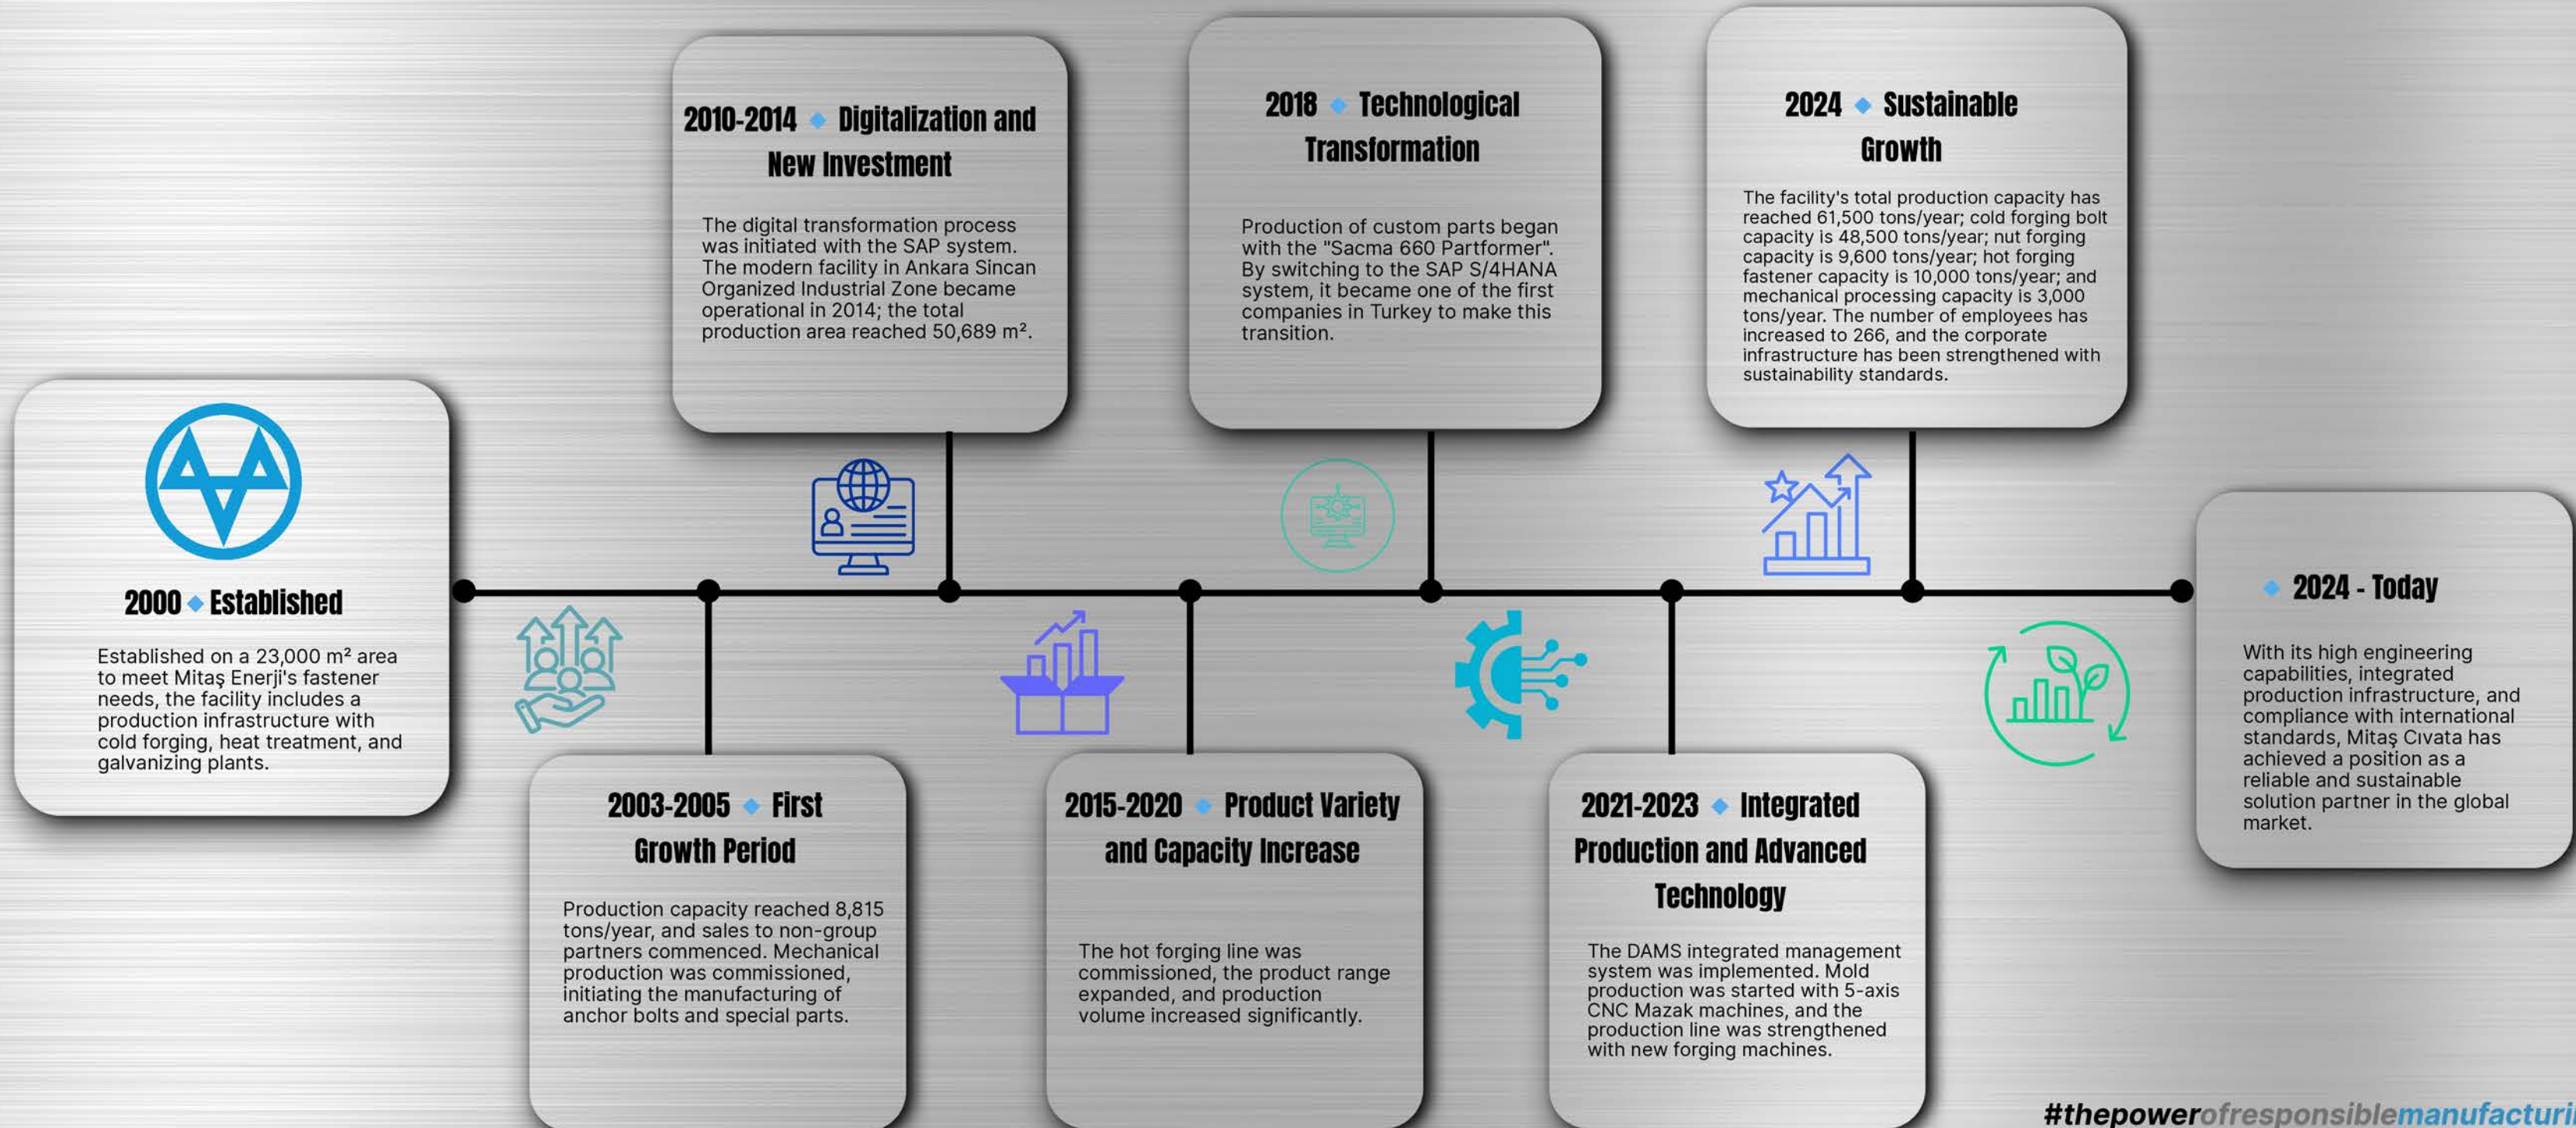 2000 ◆ Established
Established on a 23,000 m² area
to meet Mitaş Enerji's fastener
needs, the facility includes a
production infrastructure with
cold forging, heat treatment, and
galvanizing plants.
2003-2005 ◆ First
Growth Period
Production capacity reached 8,815
tons/year, and sales to non-group
partners commenced. Mechanical
production was commissioned,
initiating the manufacturing of
anchor bolts and special parts.
2010-2014 ◆ Digitalization and
New Investment
The digital transformation process
was initiated with the SAP system.
The modern facility in Ankara Sincan
Organized Industrial Zone became
operational in 2014; the total
production area reached 50,689 m².
2015-2020 ◆ Product Variety
and Capacity Increase
The hot forging line was
commissioned, the product range
expanded, and production
volume increased significantly.
2018 ◆ Technological
Transformation
Production of custom parts began
with the "Sacma 660 Partformer".
By switching to the SAP S/4HANA
system, it became one of the first
companies in Turkey to make this
transition.
2021-2023 ◆ Integrated
Production and Advanced
Technology
The DAMS integrated management
system was implemented. Mold
production was started with 5-axis
CNC Mazak machines, and the
production line was strengthened
with new forging machines.
2024 ◆ Sustainable
Growth
The facility's total production capacity has
reached 61,500 tons/year; cold forging bolt
capacity is 48,500 tons/year; nut forging
capacity is 9,600 tons/year; hot forging
fastener capacity is 10,000 tons/year; and
mechanical processing capacity is 3,000
tons/year. The number of employees has
increased to 266, and the corporate
infrastructure has been strengthened with
sustainability standards.
◆ 2024 - Today
With its high engineering
capabilities, integrated
production infrastructure, and
compliance with international
standards, Mitaş Cıvata has
achieved a position as a
reliable and sustainable
solution partner in the global
market.
#thepowerofresponsiblemanufacturi